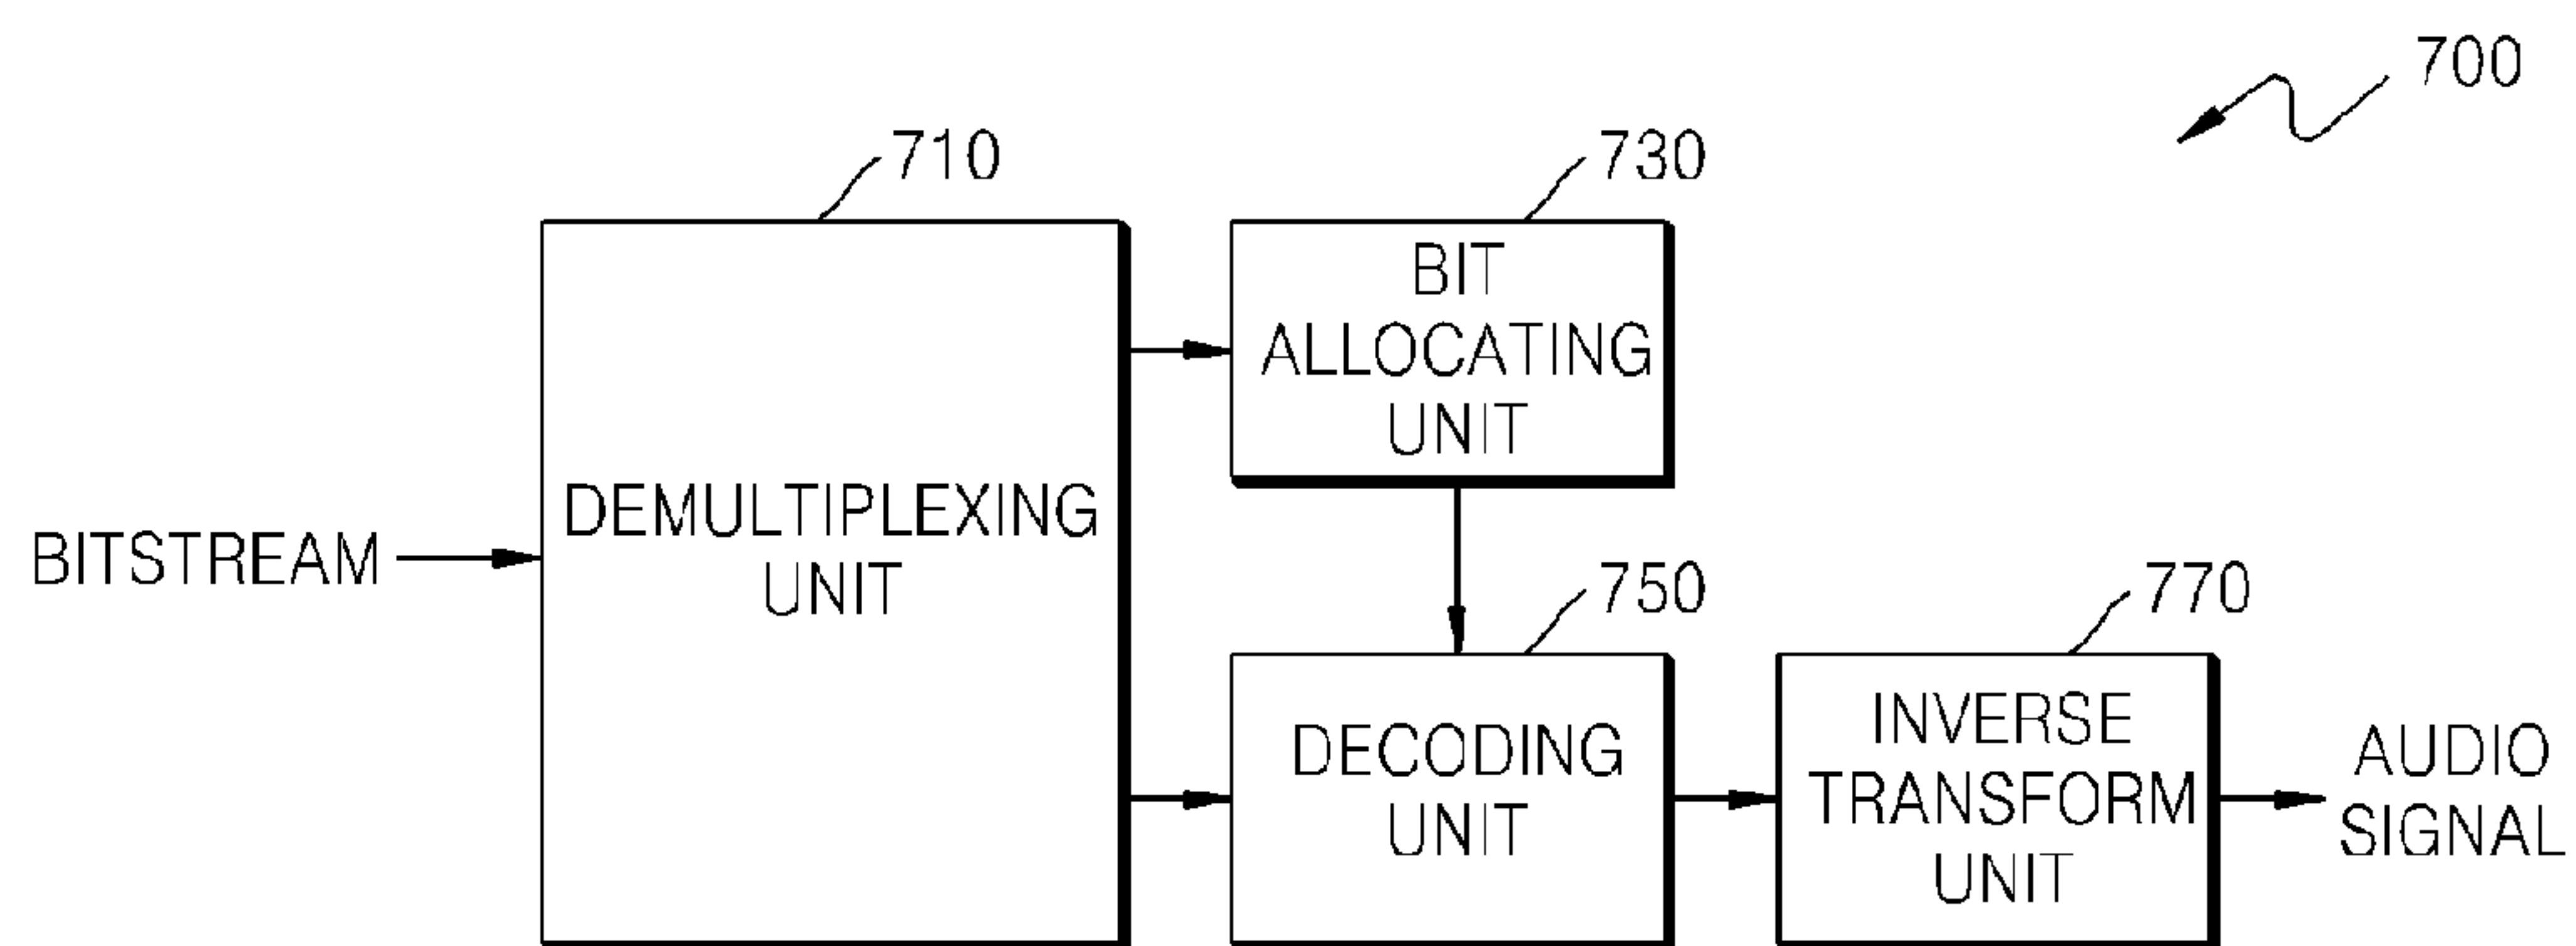 700
710
730
BIT
ALLOCATING
UNIT
BITSTREAM
DEMULTIPLEXING
UNIT
750
770
DECODING
UNIT
INVERSE
TRANSFORM
UNIT
AUDIO
SIGNAL